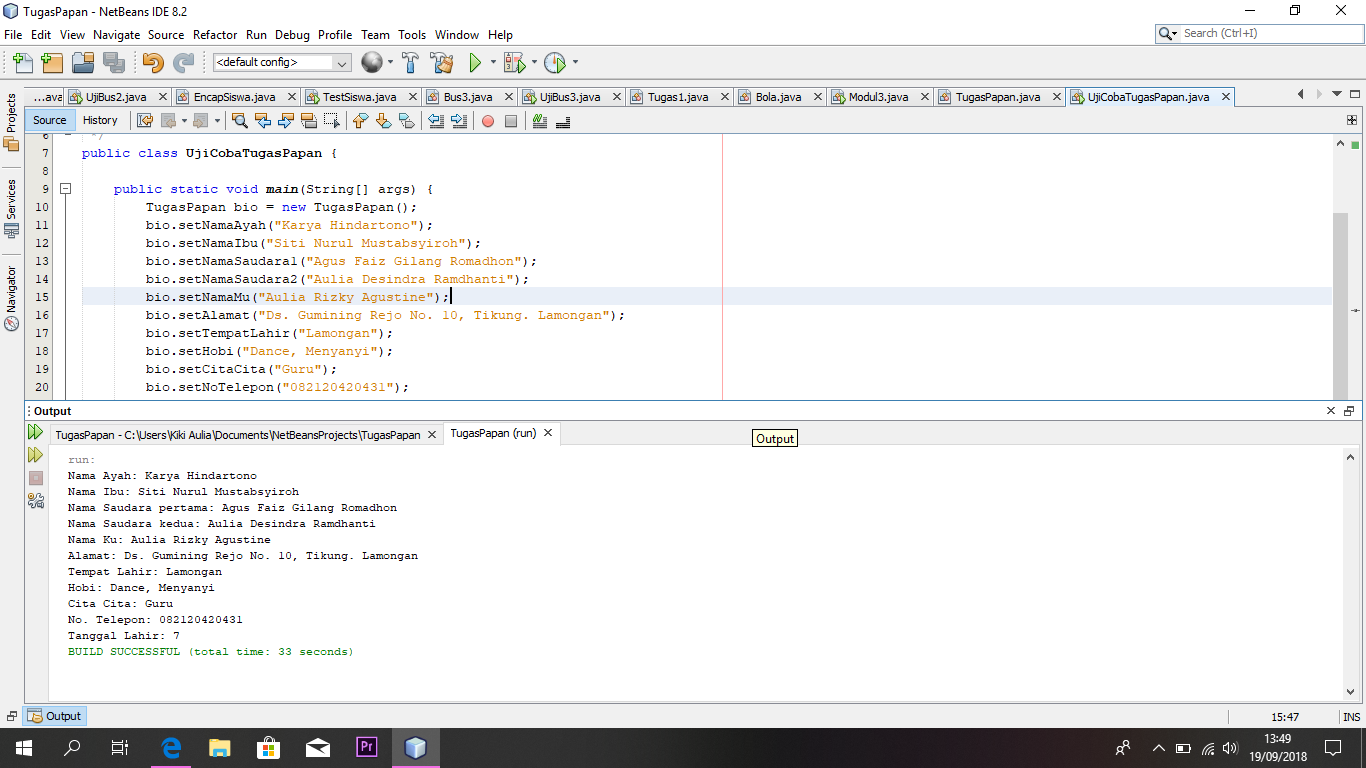 TugasPapan - NetBeans IDE 8.2
File Edit View Navigate Source Refactor Run Debug Profile Team Tools Window Help
Search (Ctrl+I)
<default config>
...ava UjiBus2.java EncapSiswa.java TestSiswa.java Bus3.java UjiBus3.java Tugas1.java Bola.java Modul3.java TugasPapan.java UjiCobaTugasPapan.java
Source History
Projects
Services
Navigator
6 */
7 public class UjiCobaTugasPapan {
8
9 public static void main(String[] args) {
10 TugasPapan bio = new TugasPapan();
11 bio.setNamaAyah("Karya Hindartono");
12 bio.setNamaIbu("Siti Nurul Mustabsyiroh");
13 bio.setNamaSaudara1("Agus Faiz Gilang Romadhon");
14 bio.setNamaSaudara2("Aulia Desindra Ramdhanti");
15 bio.setNamaMu("Aulia Rizky Agustine");
16 bio.setAlamat("Ds. Gumining Rejo No. 10, Tikung. Lamongan");
17 bio.setTempatLahir("Lamongan");
18 bio.setHobi("Dance, Menyanyi");
19 bio.setCitaCita("Guru");
20 bio.setNoTelepon("082120420431");
Output
TugasPapan - C:\Users\Kiki Aulia\Documents\NetBeansProjects\TugasPapan TugasPapan (run)
Output
run:
Nama Ayah: Karya Hindartono
Nama Ibu: Siti Nurul Mustabsyiroh
Nama Saudara pertama: Agus Faiz Gilang Romadhon
Nama Saudara kedua: Aulia Desindra Ramdhanti
Nama Ku: Aulia Rizky Agustine
Alamat: Ds. Gumining Rejo No. 10, Tikung. Lamongan
Tempat Lahir: Lamongan
Hobi: Dance, Menyanyi
Cita Cita: Guru
No. Telepon: 082120420431
Tanggal Lahir: 7
BUILD SUCCESSFUL (total time: 33 seconds)
Output
15:47 INS
Pr
13:49
19/09/2018